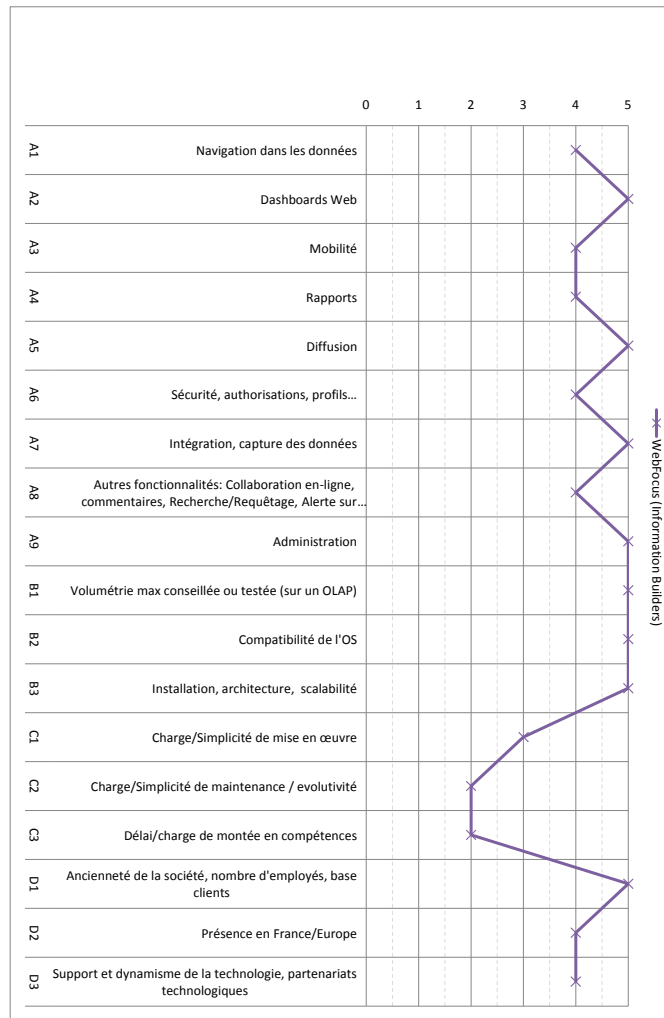 0 1 2 3 4 5
A1 Navigation dans les données
A2 Dashboards Web
A3 Mobilité
A4 Rapports
A5 Diffusion
A6 Sécurité, authorisations, profils…
A7 Intégration, capture des données
A8 Autres fonctionnalités: Collaboration en-ligne,
commentaires, Recherche/Requêtage, Alerte sur…
A9 Administration
B1 Volumétrie max conseillée ou testée (sur un OLAP)
B2 Compatibilité de l'OS
B3 Installation, architecture, scalabilité
C1 Charge/Simplicité de mise en œuvre
C2 Charge/Simplicité de maintenance / evolutivité
C3 Délai/charge de montée en compétences
D1 Ancienneté de la société, nombre d'employés, base
clients
D2 Présence en France/Europe
D3 Support et dynamisme de la technologie, partenariats
technologiques
WebFocus (Information Builders)